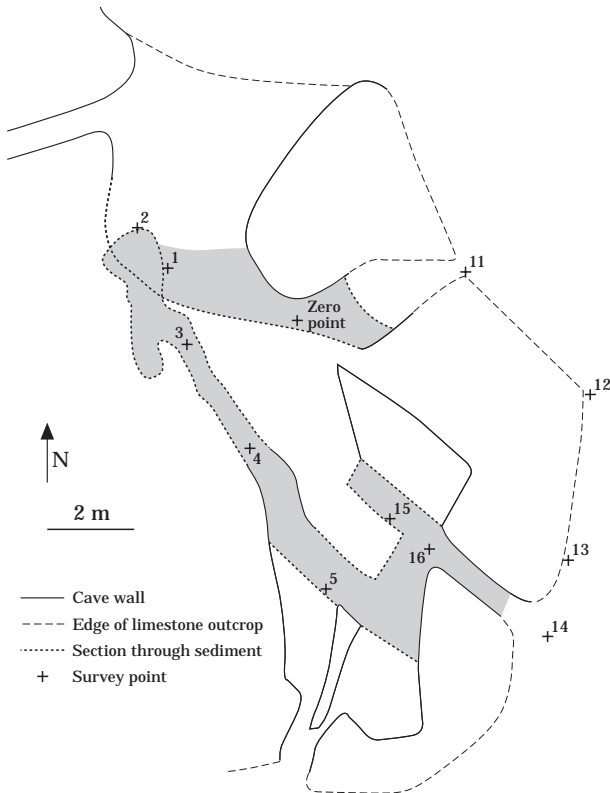 2
1
11
Zero
point
3
12
N
4
2 m
15
16
13
5
14
Cave wall
Edge of limestone outcrop
Section through sediment
Survey point